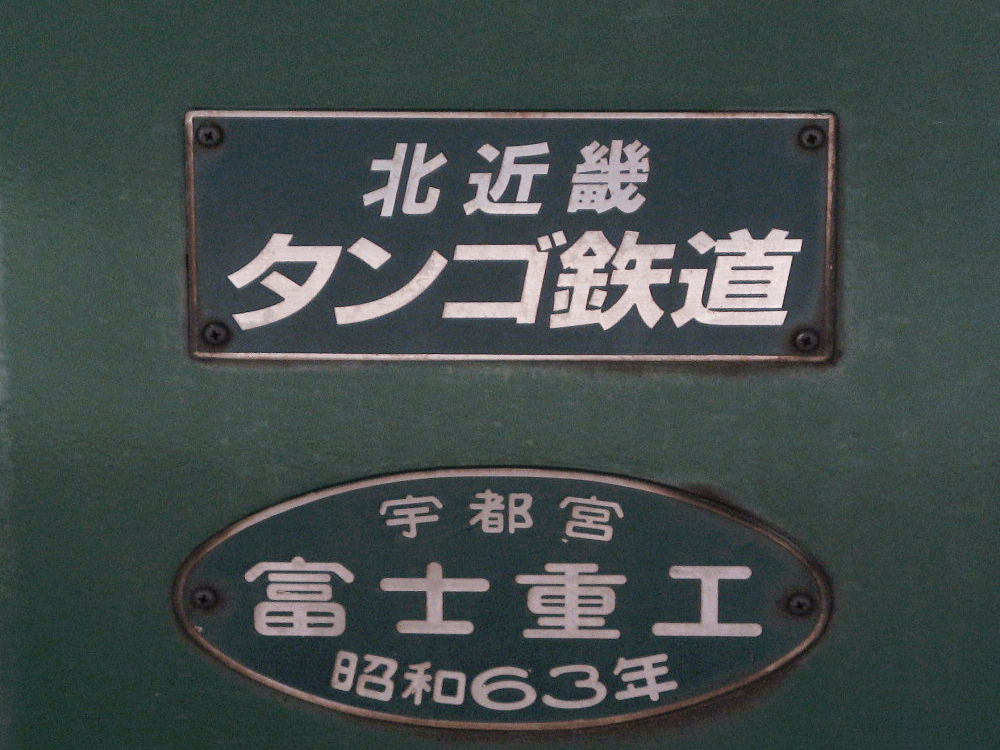 北近畿
タンゴ鉄道
宇都宮
富士重工
昭和63年